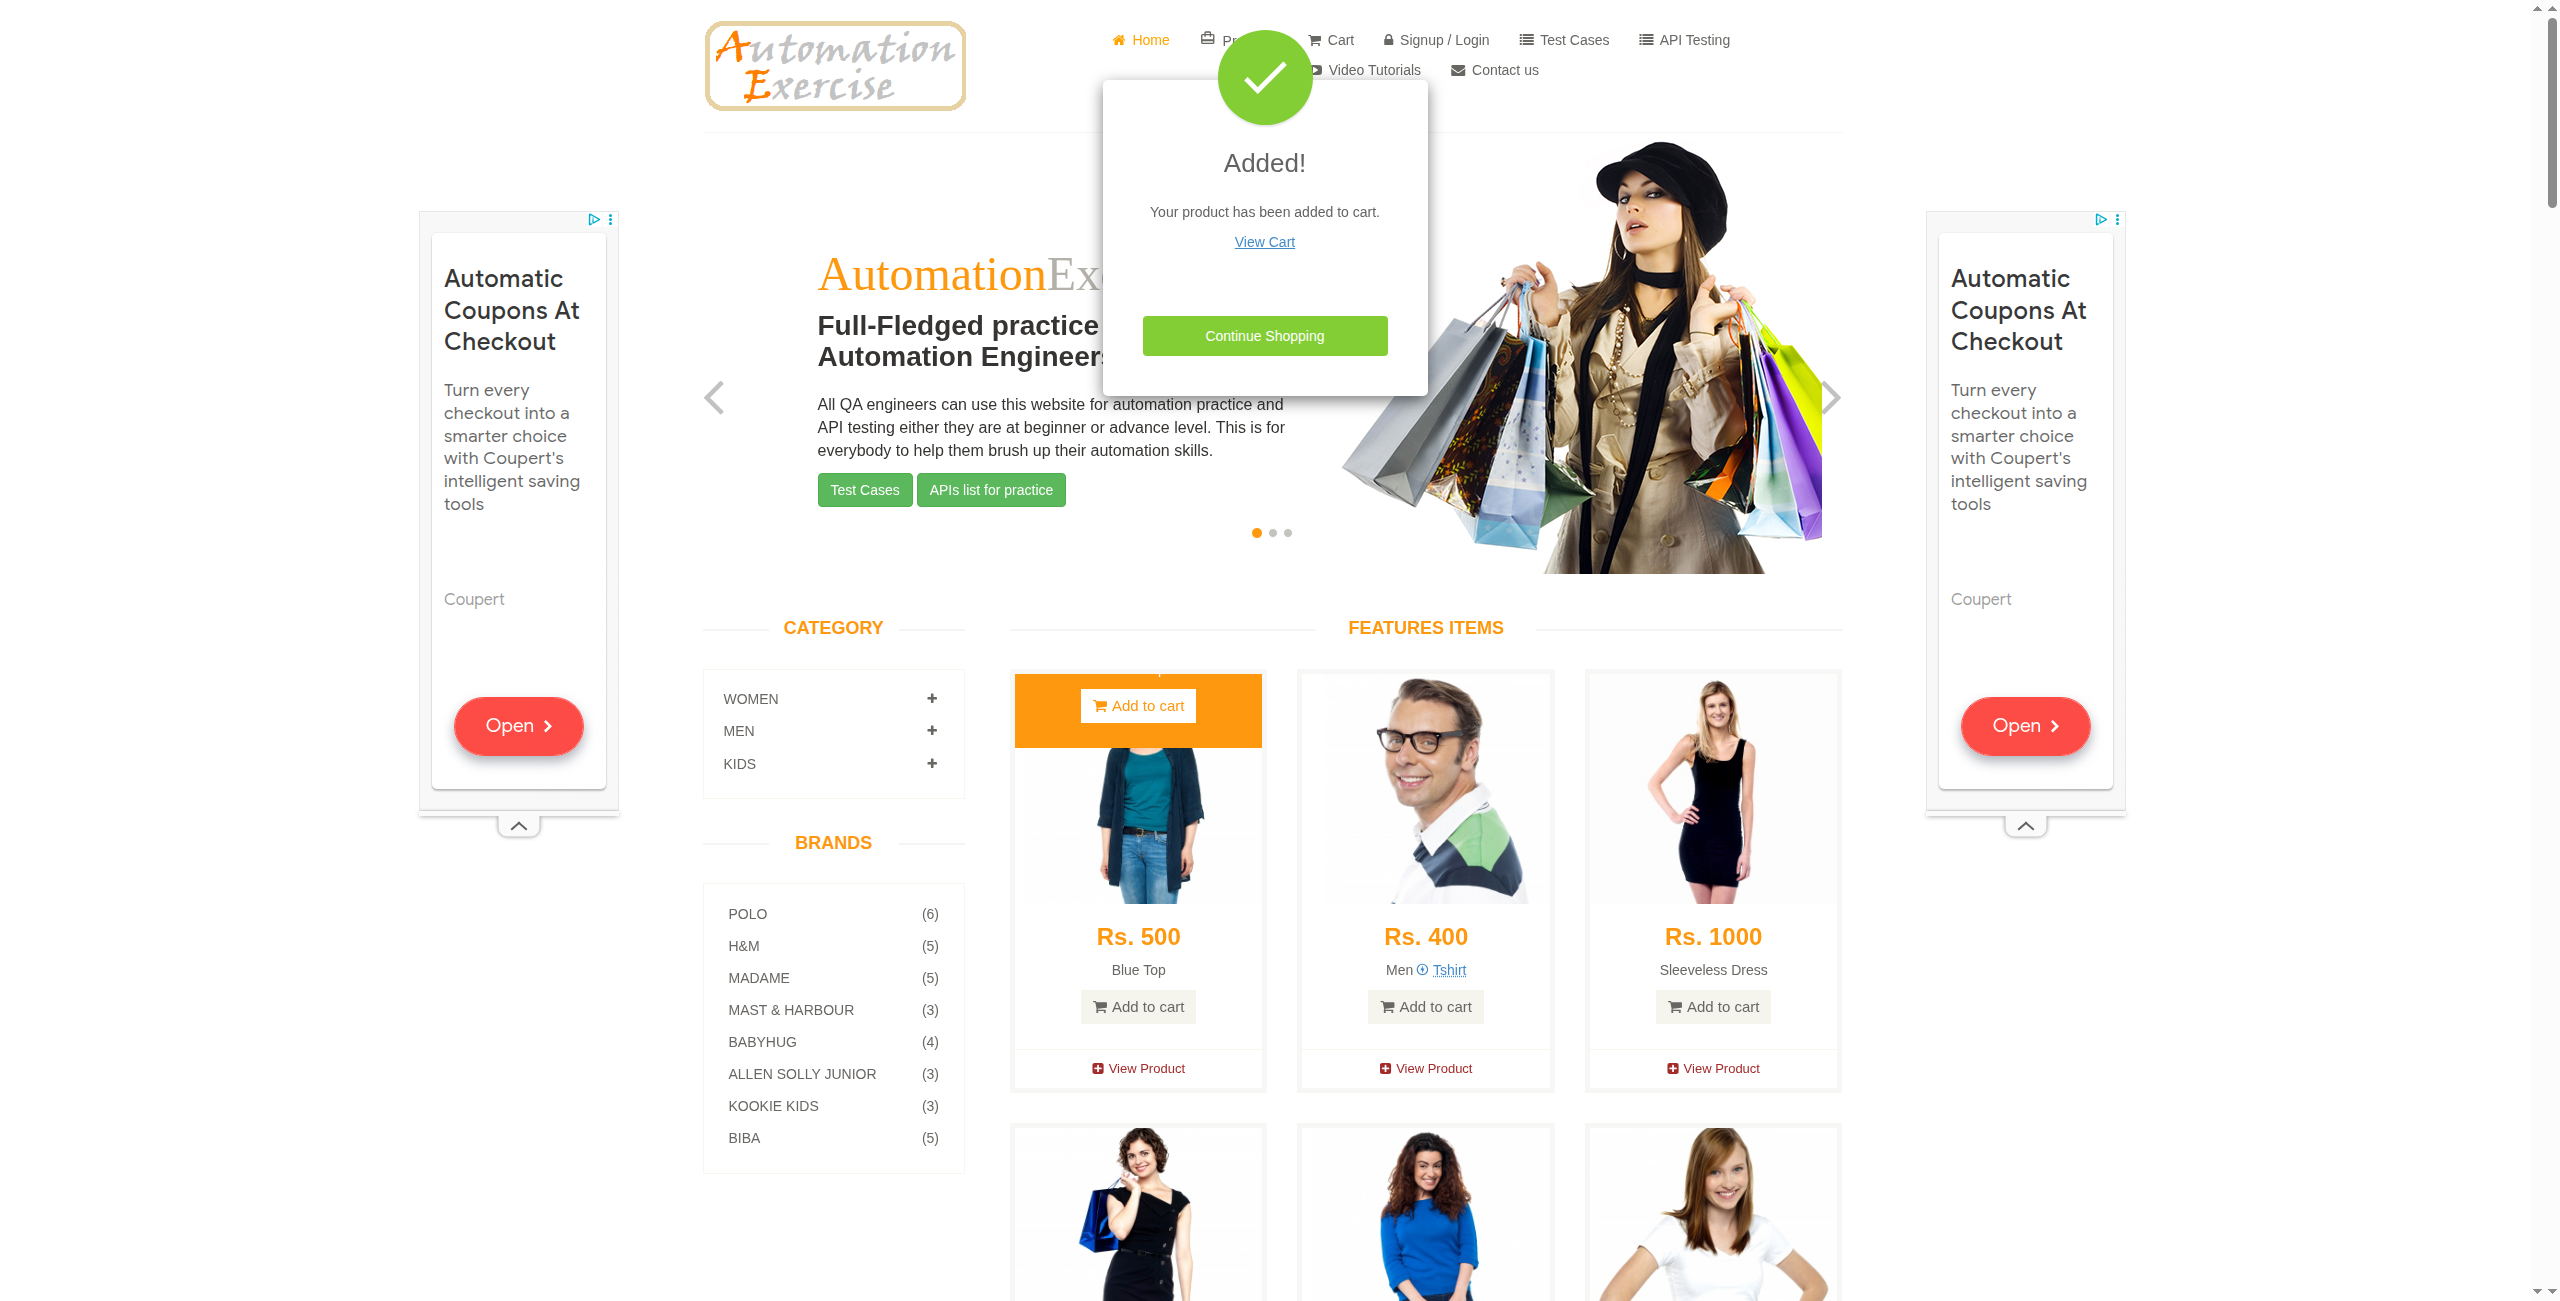 Automation
Exercise
Home
Cart
Signup / Login
Test Cases
API Testing
Video Tutorials
Contact us
Added!
Your product has been added to cart.
View Cart
Continue Shopping
Automatic
Coupons At
Checkout
Turn every
checkout into a
smarter choice
with Coupert's
intelligent saving
tools
Coupert
Open
Automation
Full-Fledged practice
Automation Engineers
All QA engineers can use this website for automation practice and
API testing either they are at beginner or advance level. This is for
everybody to help them brush up their automation skills.
Test Cases
APIs list for practice
Automatic
Coupons At
Checkout
Turn every
checkout into a
smarter choice
with Coupert's
intelligent saving
tools
Coupert
Open
CATEGORY
WOMEN
MEN
KIDS
BRANDS
POLO (6)
H&M (5)
MADAME (5)
MAST & HARBOUR (3)
BABYHUG (4)
ALLEN SOLLY JUNIOR (3)
KOOKIE KIDS (3)
BIBA (5)
FEATURES ITEMS
Add to cart
Rs. 500
Blue Top
Add to cart
View Product
Rs. 400
Men Tshirt
Add to cart
View Product
Rs. 1000
Sleeveless Dress
Add to cart
View Product